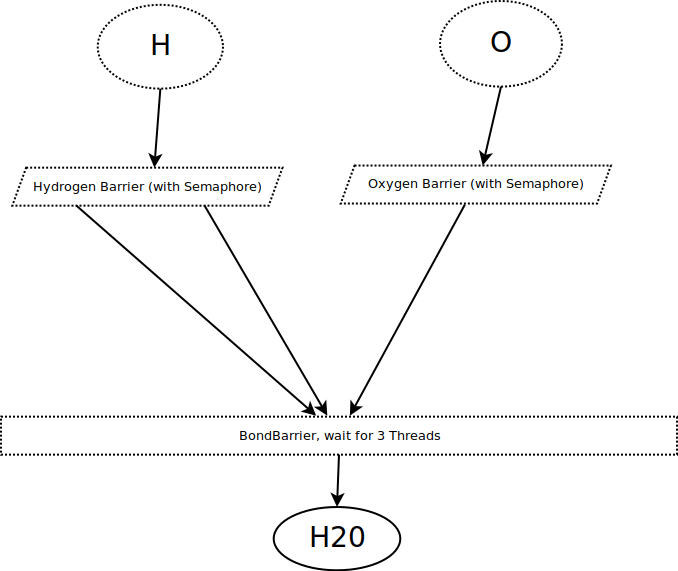 H
O
Hydrogen Barrier (with Semaphore)
Oxygen Barrier (with Semaphore)
BondBarrier, wait for 3 Threads
H20